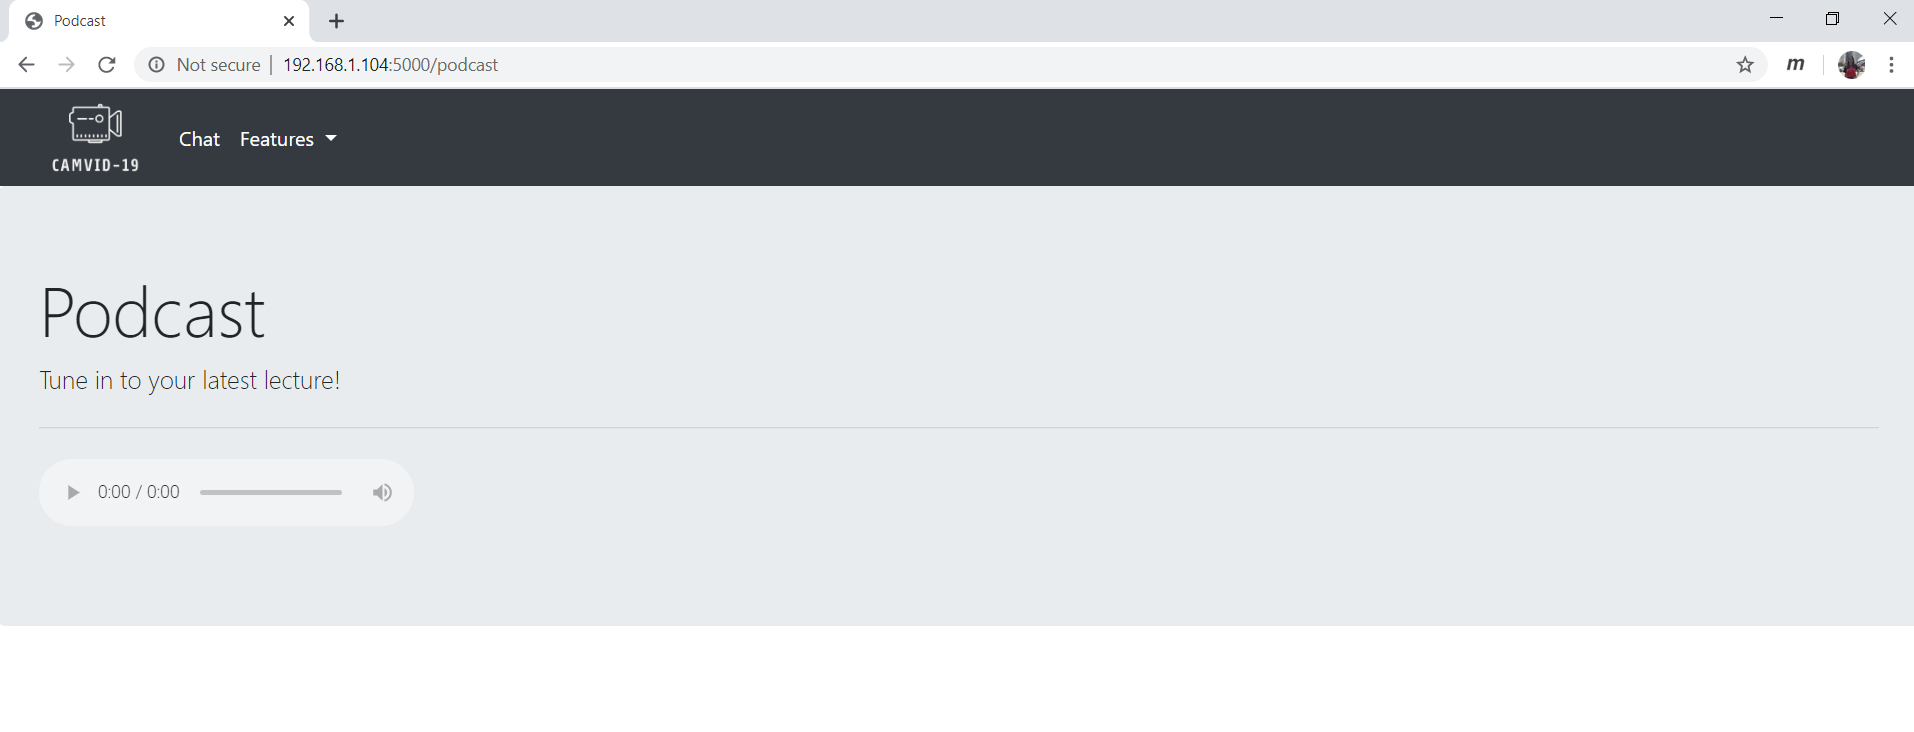 Podcast
Not secure | 192.168.1.104:5000/podcast
m
CAMVID-19
Chat Features
Podcast
Tune in to your latest lecture!
0:00 / 0:00